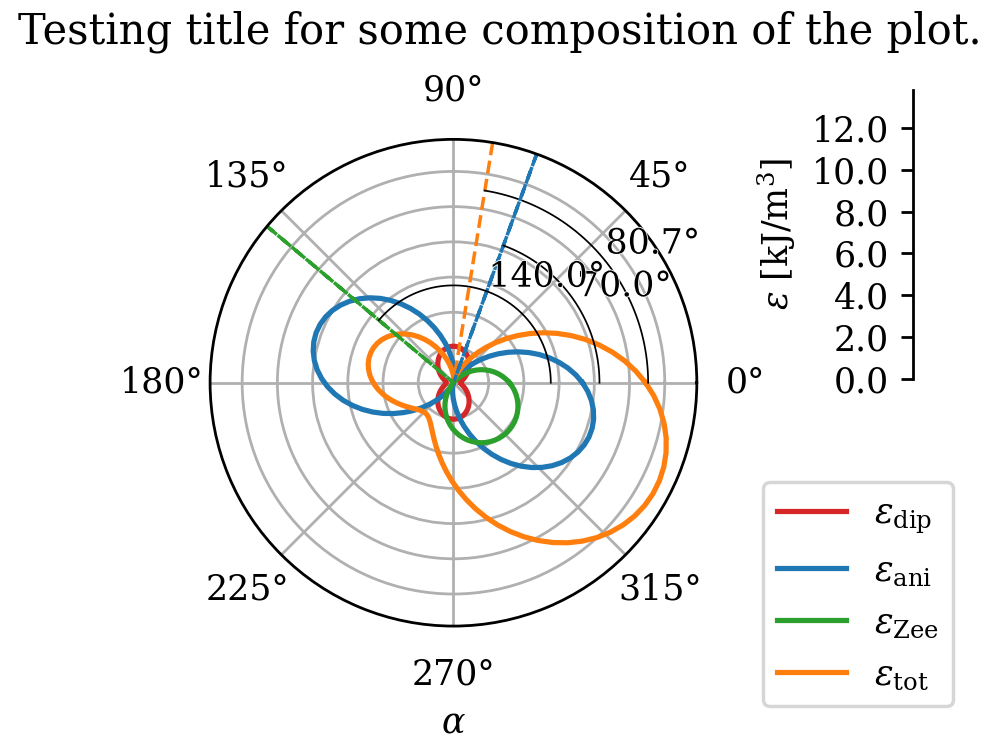 Testing title for some composition of the plot.
90°
135°
45°
80.7°
140.0°
70.0°
180°
0°
225°
315°
270°
α
ε [kJ/m³]
12.0
10.0
8.0
6.0
4.0
2.0
0.0
ε_dip
ε_ani
ε_Zee
ε_tot